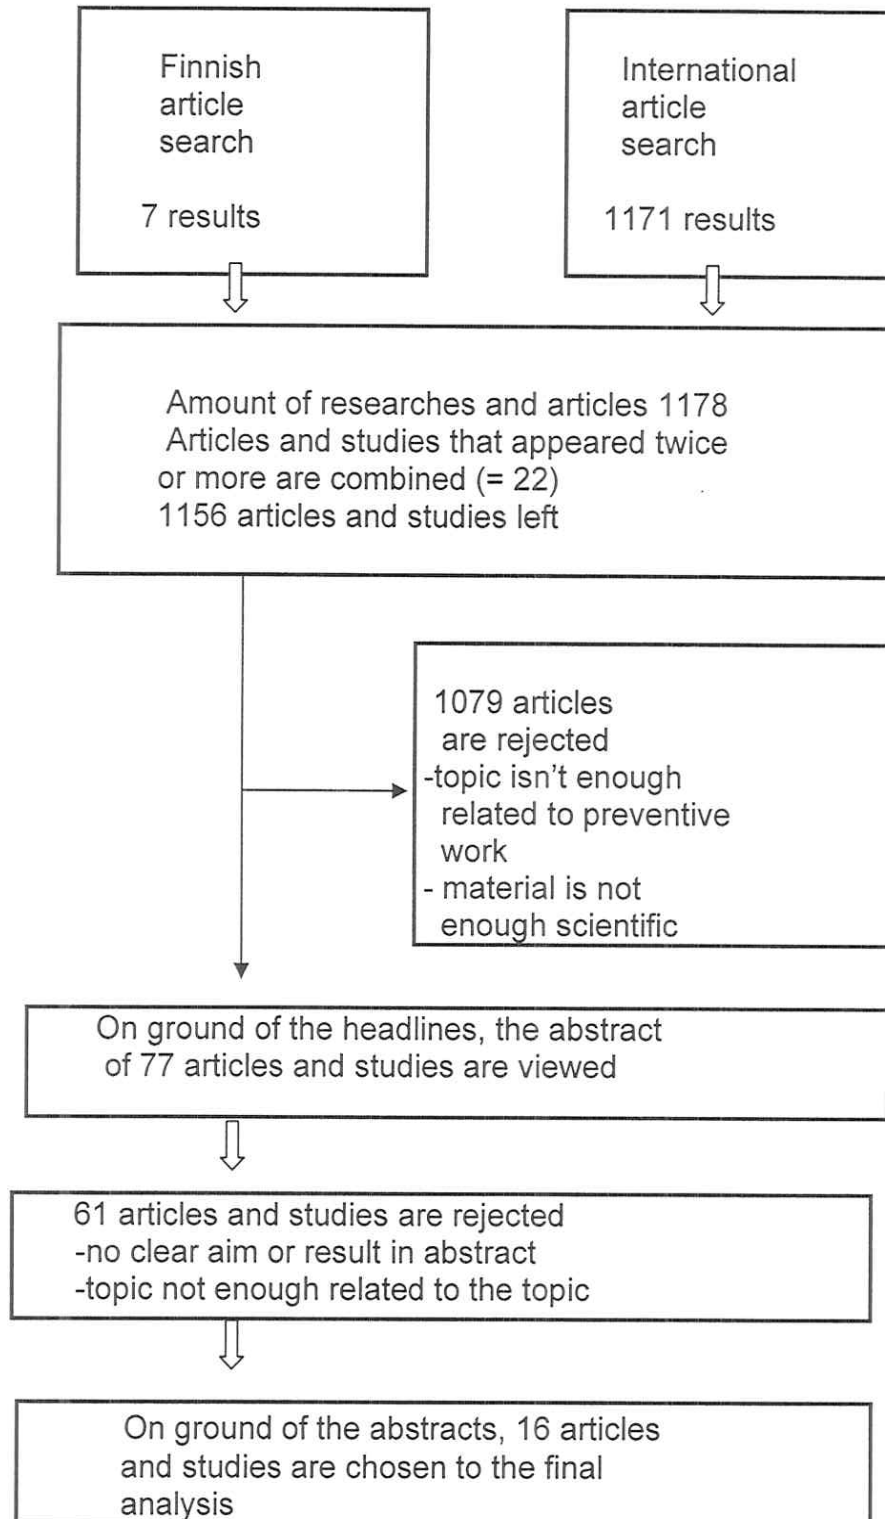 Finnish
article
search
7 results
International
article
search
1171 results
Amount of researches and articles 1178
Articles and studies that appeared twice
or more are combined (= 22)
1156 articles and studies left
1079 articles
are rejected
-topic isn't enough
related to preventive
work
- material is not
enough scientific
On ground of the headlines, the abstract
of 77 articles and studies are viewed
61 articles and studies are rejected
-no clear aim or result in abstract
-topic not enough related to the topic
On ground of the abstracts, 16 articles
and studies are chosen to the final
analysis